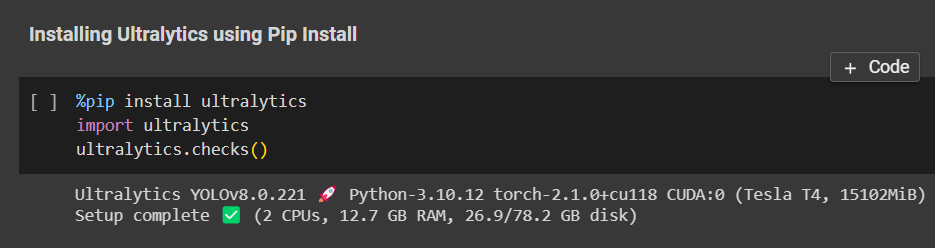 Installing Ultralytics using Pip Install
+ Code
[ ] %pip install ultralytics
import ultralytics
ultralytics.checks()
Ultralytics YOLOv8.0.221 🚀 Python-3.10.12 torch-2.1.0+cu118 CUDA:0 (Tesla T4, 15102MiB)
Setup complete ✅ (2 CPUs, 12.7 GB RAM, 26.9/78.2 GB disk)